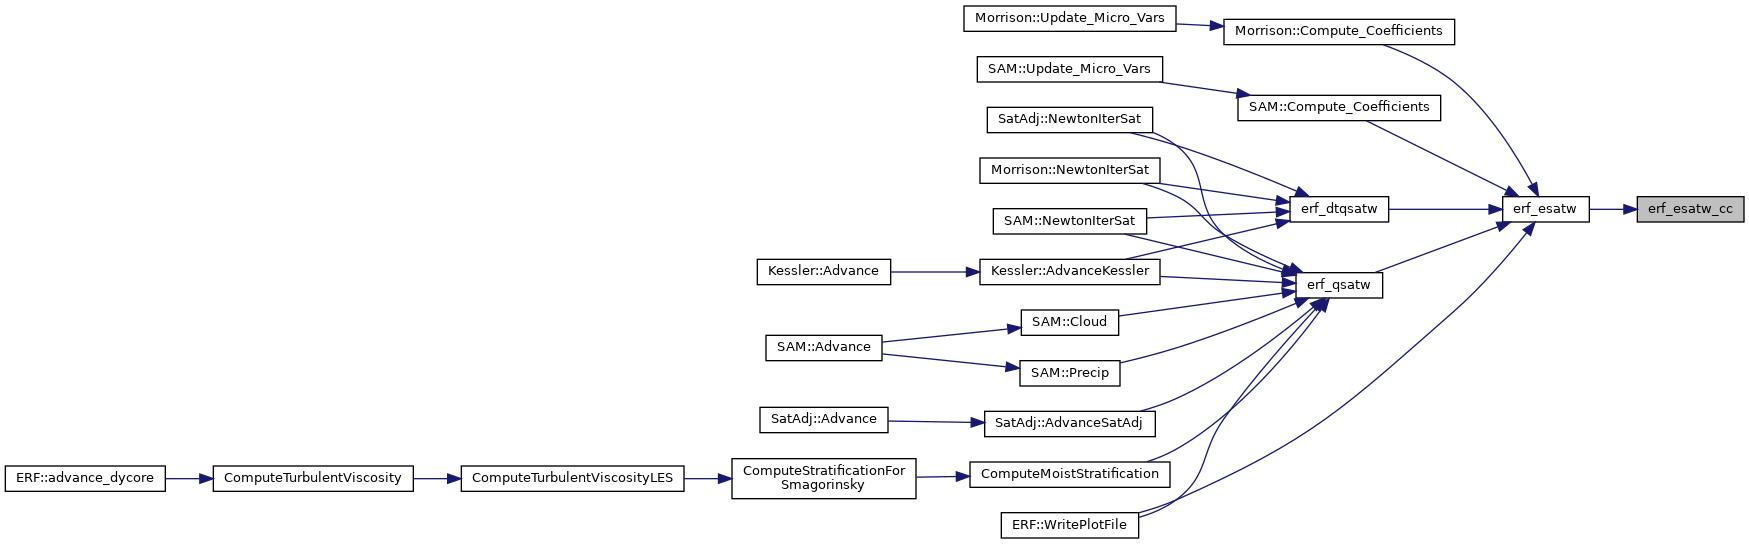 Morrison::Update_Micro_Vars
Morrison::Compute_Coefficients
SAM::Update_Micro_Vars
SAM::Compute_Coefficients
SatAdj::NewtonIterSat
Morrison::NewtonIterSat
erf_dtqsatw
erf_esatw
erf_esatw_cc
SAM::NewtonIterSat
Kessler::Advance
Kessler::AdvanceKessler
erf_qsatw
SAM::Cloud
SAM::Advance
SAM::Precip
SatAdj::Advance
SatAdj::AdvanceSatAdj
ERF::advance_dycore
ComputeTurbulentViscosity
ComputeTurbulentViscosityLES
ComputeStratificationFor
Smagorinsky
ComputeMoistStratification
ERF::WritePlotFile